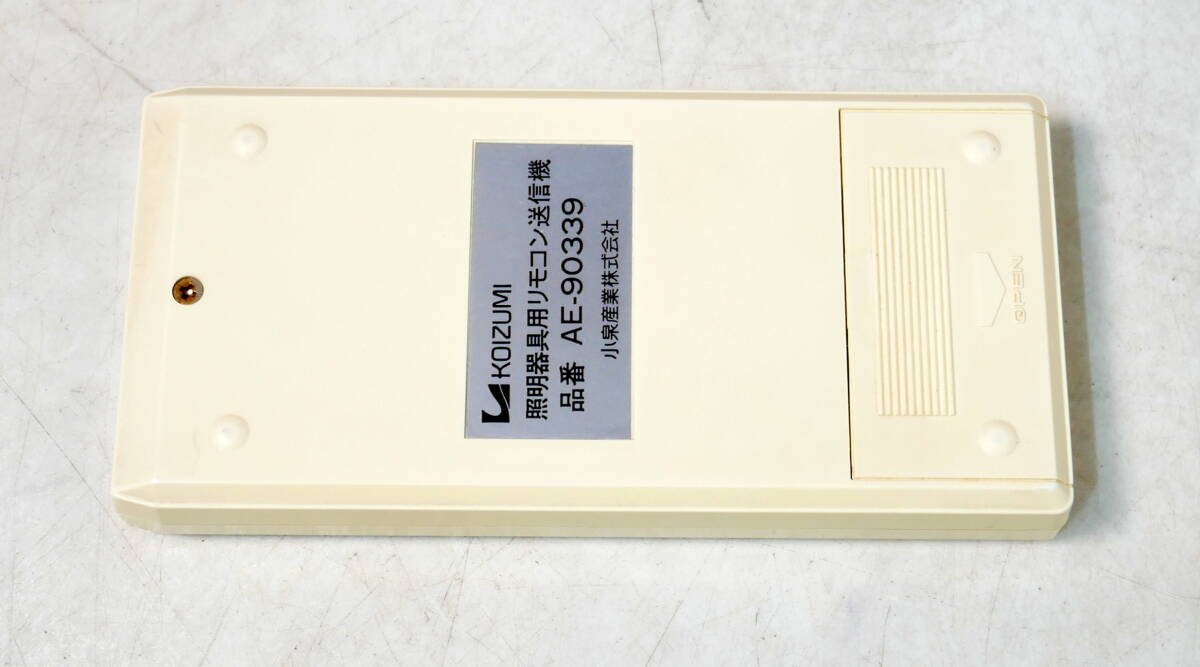 KOIZUMI
照明器具用リモコン送信機
品番 AE-90339
小泉産業株式会社
OPEN